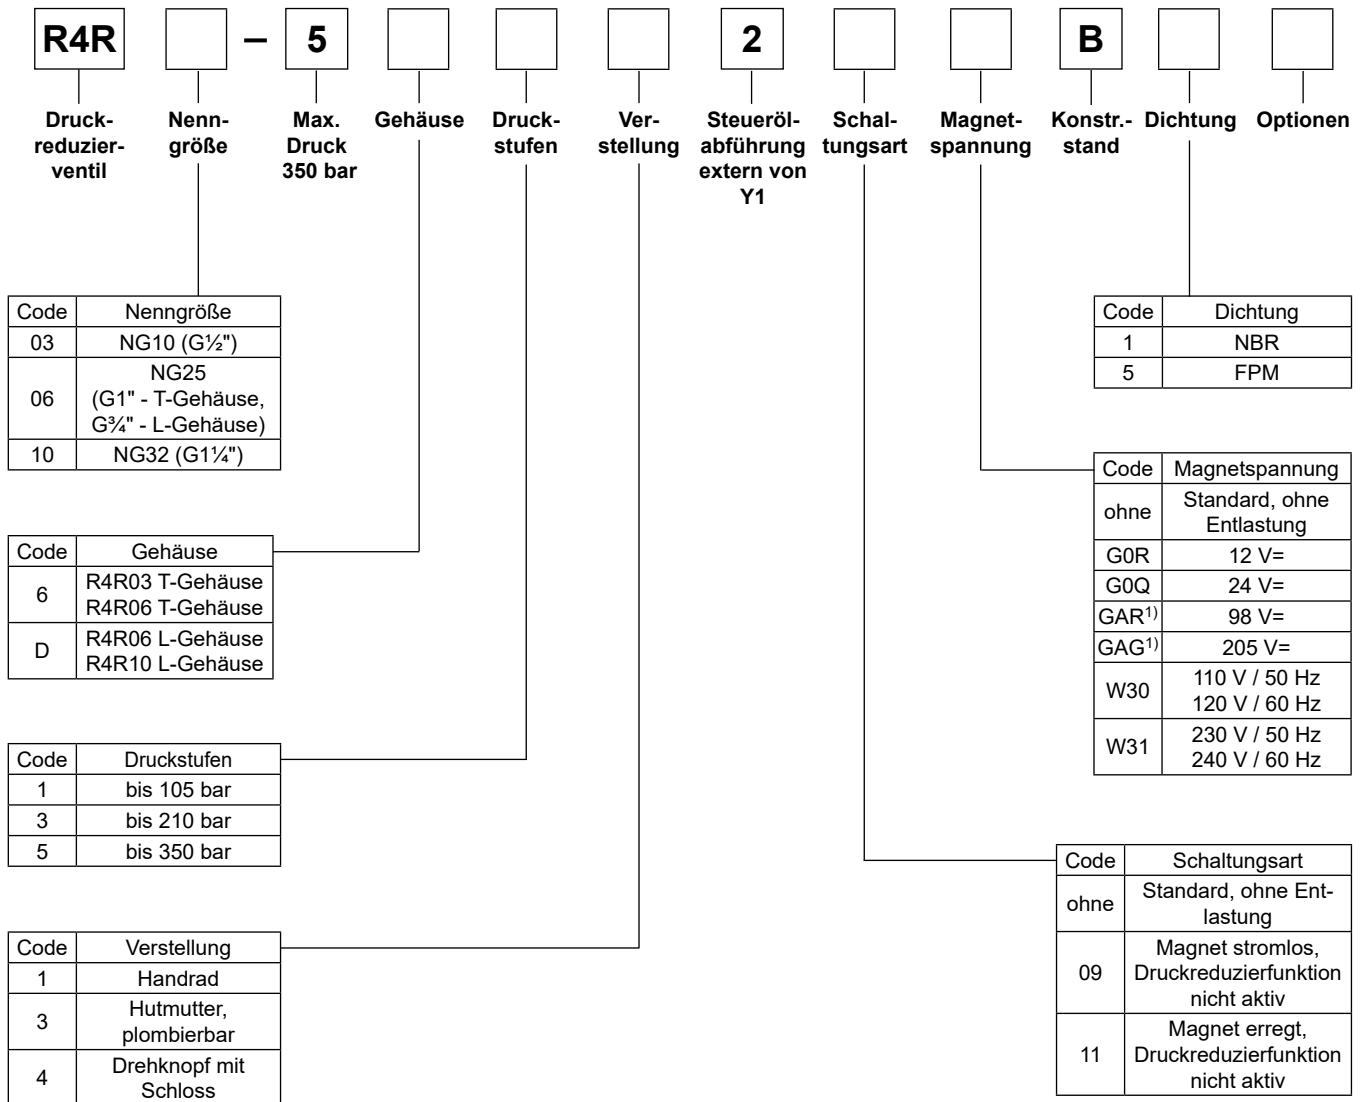 R4R – 5 2 B
Druck-
reduzier-
ventil
Nenn-
größe
Max.
Druck
350 bar
Gehäuse
Druck-
stufen
Ver-
stellung
Steueröl-
abführung
extern von
Y1
Schal-
tungsart
Magnet-
spannung
Konstr.-
stand
Dichtung
Optionen
Code Nenngröße
03 NG10 (G½")
06 NG25
(G1" - T-Gehäuse,
G¾" - L-Gehäuse)
10 NG32 (G1¼")
Code Gehäuse
6 R4R03 T-Gehäuse
R4R06 T-Gehäuse
D R4R06 L-Gehäuse
R4R10 L-Gehäuse
Code Druckstufen
1 bis 105 bar
3 bis 210 bar
5 bis 350 bar
Code Verstellung
1 Handrad
3 Hutmutter,
plombierbar
4 Drehknopf mit
Schloss
Code Dichtung
1 NBR
5 FPM
Code Magnetspannung
ohne Standard, ohne
Entlastung
G0R 12 V=
G0Q 24 V=
GAR1) 98 V=
GAG1) 205 V=
W30 110 V / 50 Hz
120 V / 60 Hz
W31 230 V / 50 Hz
240 V / 60 Hz
Code Schaltungsart
ohne Standard, ohne Ent-
lastung
09 Magnet stromlos,
Druckreduzierfunktion
nicht aktiv
11 Magnet erregt,
Druckreduzierfunktion
nicht aktiv